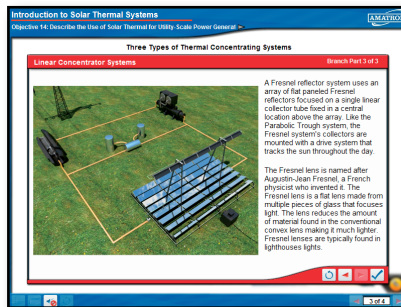 Introduction to Solar Thermal Systems
AMATROL
Objective 14: Describe the Use of Solar Thermal for Utility-Scale Power Generat
Three Types of Thermal Concentrating Systems
Linear Concentrator Systems
Branch Part 3 of 3
A Fresnel reflector system uses an
array of flat paneled Fresnel
reflectors focused on a single linear
collector tube fixed in a central
location above the array. Like the
Parabolic Trough system, the
Fresnel system's collectors are
mounted with a drive system that
tracks the sun throughout the day.
The Fresnel lens is named after
Augustin-Jean Fresnel, a French
physicist who invented it. The
Fresnel lens is a flat lens made from
multiple pieces of glass that focuses
light. The lens reduces the amount
of material found in the conventional
convex lens making it much lighter.
Fresnel lenses are typically found in
lighthouses lights.
3 of 4